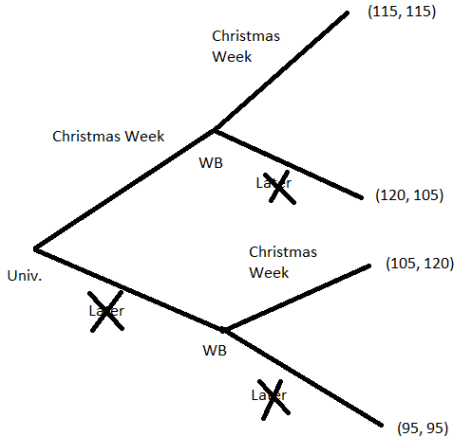 (115, 115)
Christmas
Week
Christmas Week
WB
Later
(120, 105)
Christmas
Week
(105, 120)
Univ.
Later
WB
Later
(95, 95)